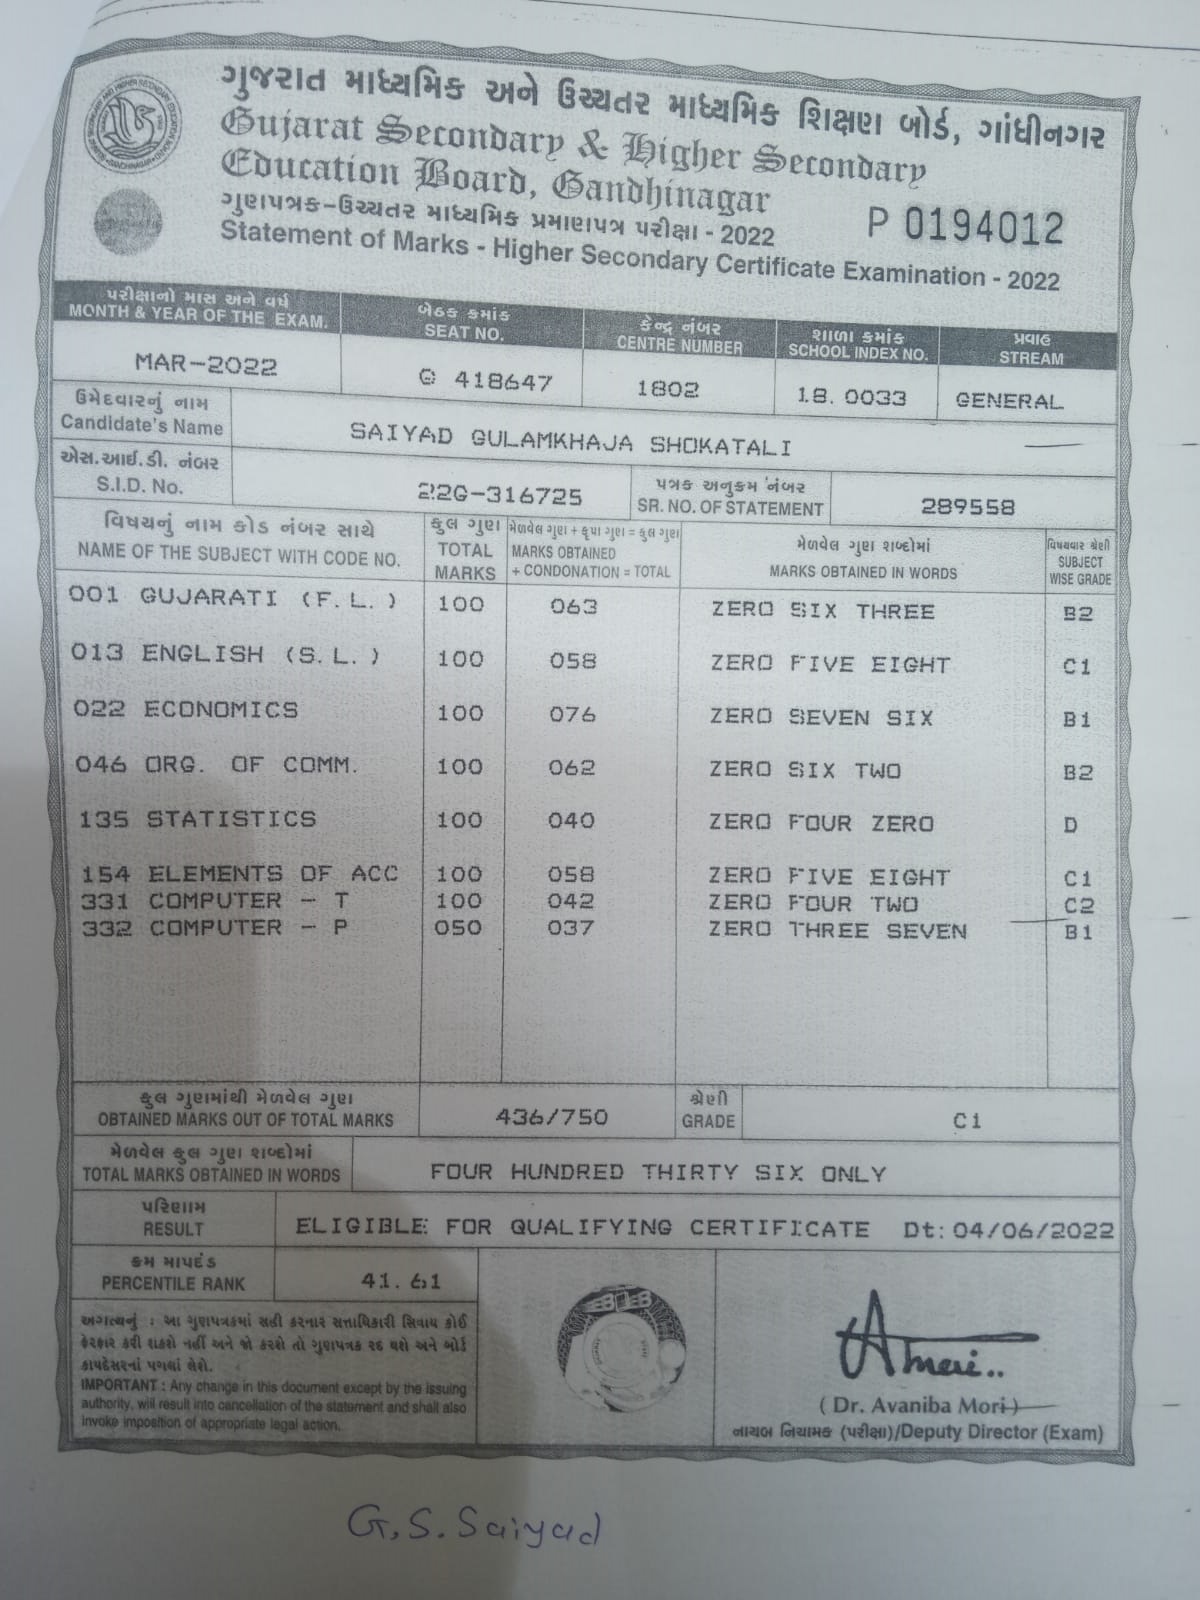 ગુજરાત માધ્યમિક અને ઉચ્ચતર માધ્યમિક શિક્ષણ બોર્ડ, ગાંધીનગર
Gujarat Secondary & Higher Secondary
Education Board, Gandhinagar
ગુણપત્રક-ઉચ્ચતર માધ્યમિક પ્રમાણપત્ર પરીક્ષા - 2022
P 0194012
Statement of Marks - Higher Secondary Certificate Examination - 2022
પરીક્ષાનો માસ અને વર્ષ બેઠક ક્રમાંક કેન્દ્ર નંબર શાળા ક્રમાંક પ્રવાહ
MONTH & YEAR OF THE EXAM. SEAT NO. CENTRE NUMBER SCHOOL INDEX NO. STREAM
MAR-2022 G 418647 1802 18.0033 GENERAL
ઉમેદવારનું નામ
Candidate's Name SAIYAD GULAMKHAJA SHOKATALI
એસ.આઈ.ડી. નંબર પત્રક અનુક્રમ નંબર
S.I.D. No. 22G-316725 SR. NO. OF STATEMENT 289558
વિષયનું નામ કોડ નંબર સાથે કુલ ગુણ મેળવેલ ગુણ + કૃપા ગુણ = કુલ ગુણ મેળવેલ ગુણ શબ્દોમાં વિષયવાર શ્રેણી
NAME OF THE SUBJECT WITH CODE NO. TOTAL MARKS MARKS OBTAINED + CONDONATION = TOTAL MARKS OBTAINED IN WORDS SUBJECT WISE GRADE
001 GUJARATI (F.L.) 100 063 ZERO SIX THREE B2
013 ENGLISH (S.L.) 100 058 ZERO FIVE EIGHT C1
022 ECONOMICS 100 076 ZERO SEVEN SIX B1
046 ORG. OF COMM. 100 062 ZERO SIX TWO B2
135 STATISTICS 100 040 ZERO FOUR ZERO D
154 ELEMENTS OF ACC 100 058 ZERO FIVE EIGHT C1
331 COMPUTER - T 100 042 ZERO FOUR TWO C2
332 COMPUTER - P 050 037 ZERO THREE SEVEN B1
કુલ ગુણમાંથી મેળવેલ ગુણ શ્રેણી
OBTAINED MARKS OUT OF TOTAL MARKS 436/750 GRADE C1
મેળવેલ કુલ ગુણ શબ્દોમાં
TOTAL MARKS OBTAINED IN WORDS FOUR HUNDRED THIRTY SIX ONLY
પરિણામ
RESULT ELIGIBLE FOR QUALIFYING CERTIFICATE Dt: 04/06/2022
ક્રમ માપદંડ
PERCENTILE RANK 41.61
અગત્યનું : આ ગુણપત્રકમાં સહી કરનાર સત્તાધિકારી સિવાય કોઈ
ફેરફાર કરી શકશે નહીં અને જો કરશે તો ગુણપત્રક રદ થશે અને બોર્ડ
કાયદેસરનાં પગલાં લેશે.
IMPORTANT : Any change in this document except by the issuing
authority, will result into cancellation of the statement and shall also
invoke imposition of appropriate legal action.
(Dr. Avaniba Mori)
નાયબ નિયામક (પરીક્ષા)/Deputy Director (Exam)
G.S.Saiyad